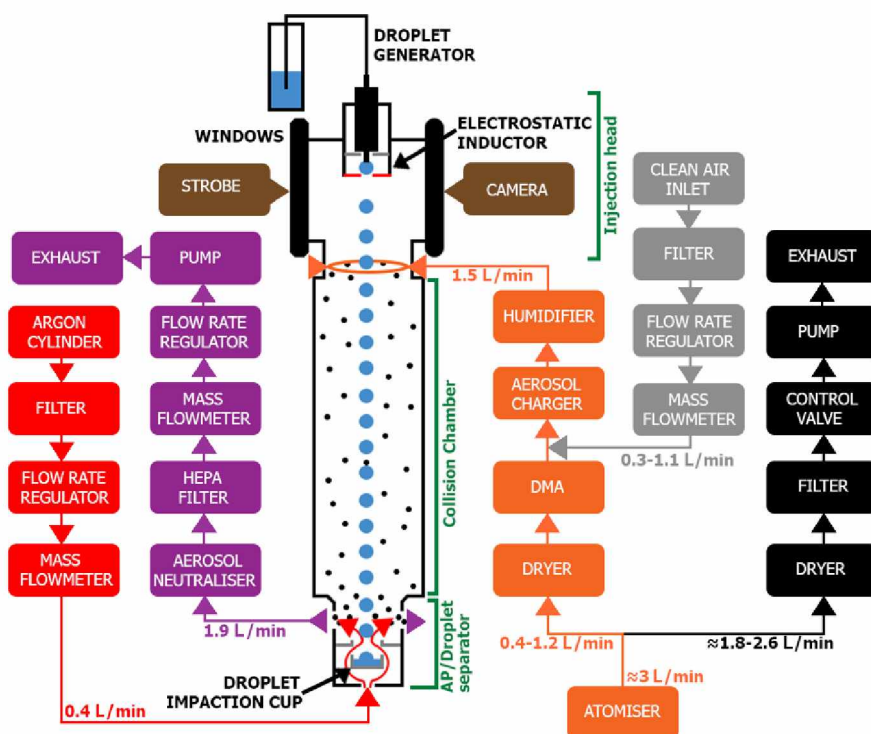 DROPLET
GENERATOR
WINDOWS
ELECTROSTATIC
INDUCTOR
Injection head
STROBE
CAMERA
CLEAN AIR
INLET
EXHAUST
PUMP
FILTER
EXHAUST
1.5 L/min
ARGON
CYLINDER
FLOW RATE
REGULATOR
HUMIDIFIER
FLOW RATE
REGULATOR
PUMP
FILTER
MASS
FLOWMETER
AEROSOL
CHARGER
MASS
FLOWMETER
CONTROL
VALVE
Collision Chamber
0.3-1.1 L/min
FLOW RATE
REGULATOR
HEPA
FILTER
DMA
FILTER
MASS
FLOWMETER
AEROSOL
NEUTRALISER
DRYER
DRYER
1.9 L/min
0.4-1.2 L/min
≈1.8-2.6 L/min
AP/Droplet
separator
DROPLET
IMPACTION CUP
≈3 L/min
0.4 L/min
ATOMISER